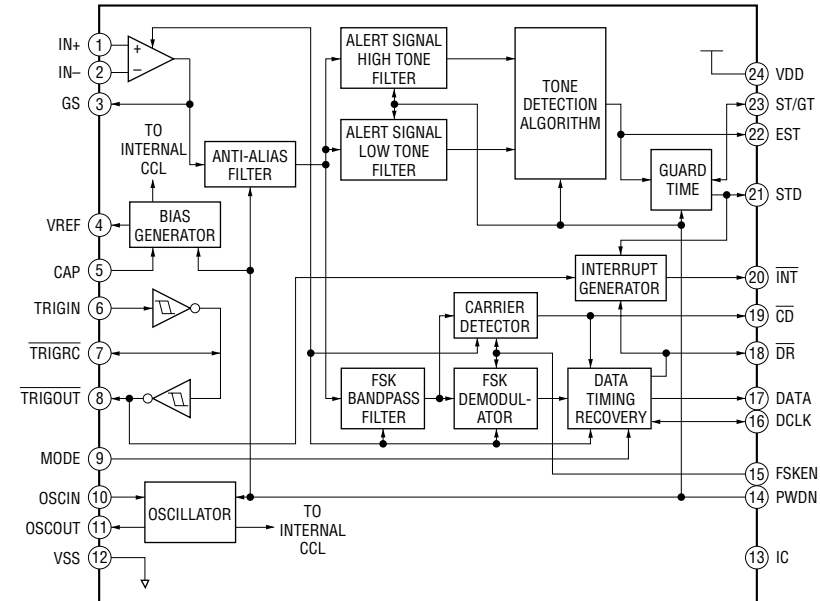 IN+ 1
IN– 2
GS 3
VREF 4
CAP 5
TRIGIN 6
TRIGRC 7
TRIGOUT 8
MODE 9
OSCIN 10
OSCOUT 11
VSS 12
+
–
TO
INTERNAL
CCL
BIAS
GENERATOR
ANTI-ALIAS
FILTER
ALERT SIGNAL
HIGH TONE
FILTER
ALERT SIGNAL
LOW TONE
FILTER
TONE
DETECTION
ALGORITHM
GUARD
TIME
INTERRUPT
GENERATOR
CARRIER
DETECTOR
FSK
BANDPASS
FILTER
FSK
DEMODUL-
ATOR
DATA
TIMING
RECOVERY
OSCILLATOR
TO
INTERNAL
CCL
24 VDD
23 ST/GT
22 EST
21 STD
20 INT
19 CD
18 DR
17 DATA
16 DCLK
15 FSKEN
14 PWDN
13 IC